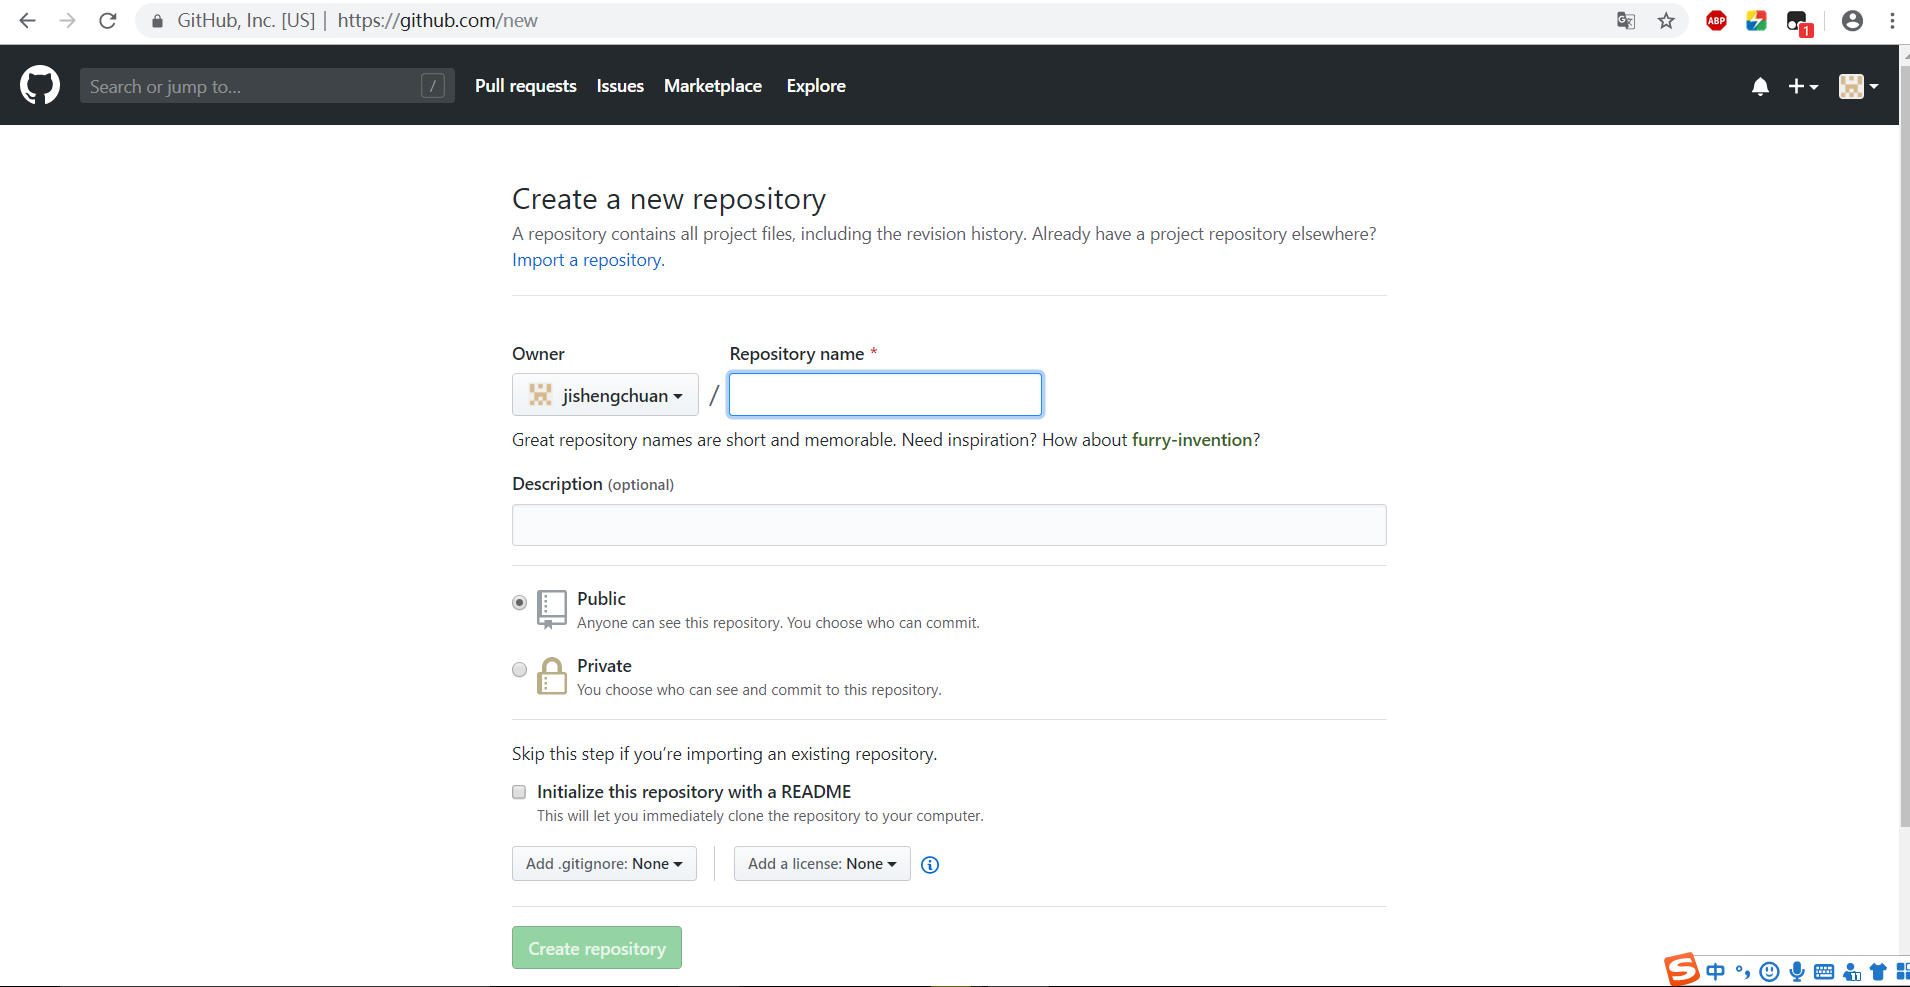 GitHub, Inc. [US] | https://github.com/new
ABP
1
Search or jump to...
/
Pull requests
Issues
Marketplace
Explore
Create a new repository
A repository contains all project files, including the revision history. Already have a project repository elsewhere?
Import a repository.
Owner
Repository name *
jishengchuan
/
Great repository names are short and memorable. Need inspiration? How about furry-invention?
Description (optional)
Public
Anyone can see this repository. You choose who can commit.
Private
You choose who can see and commit to this repository.
Skip this step if you’re importing an existing repository.
Initialize this repository with a README
This will let you immediately clone the repository to your computer.
Add .gitignore: None
Add a license: None
Create repository
S 中